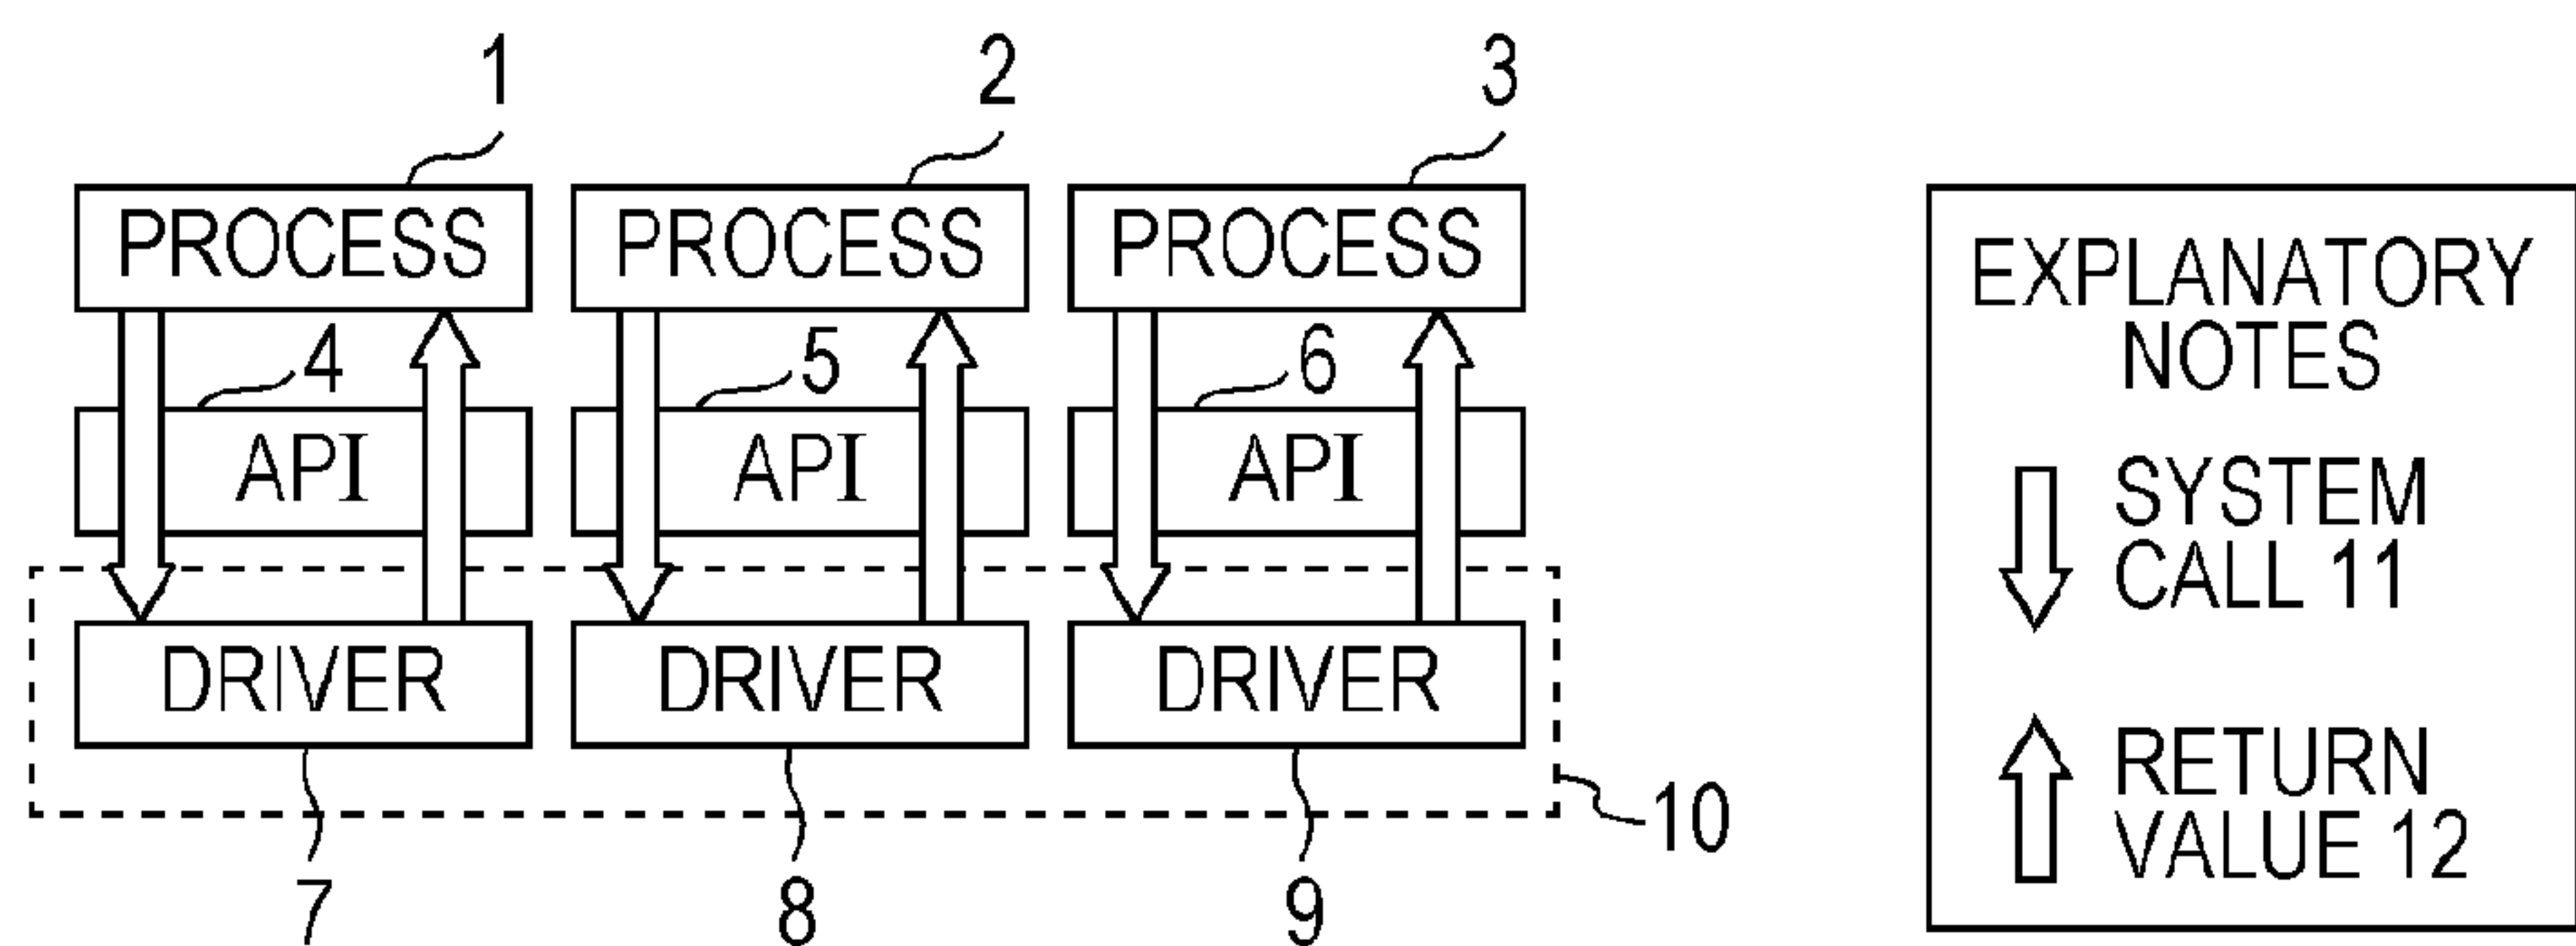 1 2 3
PROCESS PROCESS PROCESS
4 5 6
API API API
DRIVER DRIVER DRIVER
10
7 8 9
EXPLANATORY
NOTES
SYSTEM
CALL 11
RETURN
VALUE 12